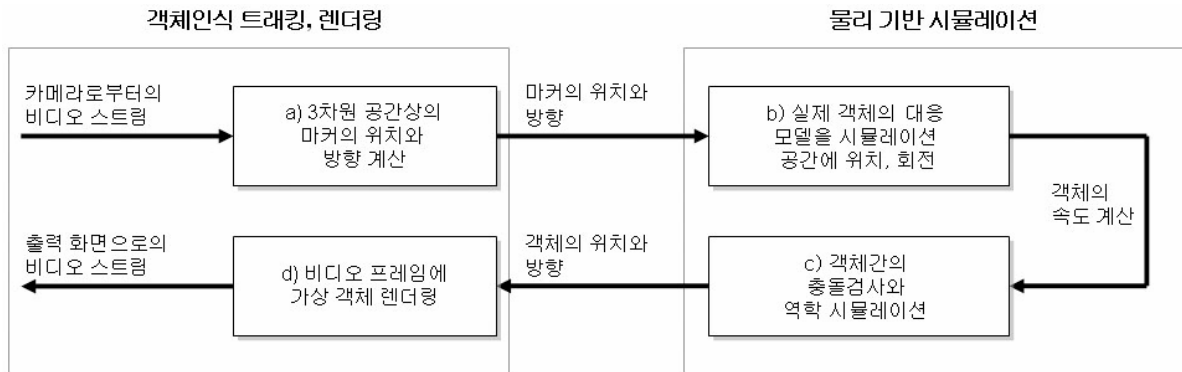 객체인식 트래킹, 렌더링
물리 기반 시뮬레이션
카메라로부터의
비디오 스트림
a) 3차원 공간상의
마커의 위치와
방향 계산
마커의 위치와
방향
b) 실제 객체의 대응
모델을 시뮬레이션
공간에 위치, 회전
객체의
속도 계산
출력 화면으로의
비디오 스트림
d) 비디오 프레임에
가상 객체 렌더링
객체의 위치와
방향
c) 객체간의
충돌검사와
역학 시뮬레이션